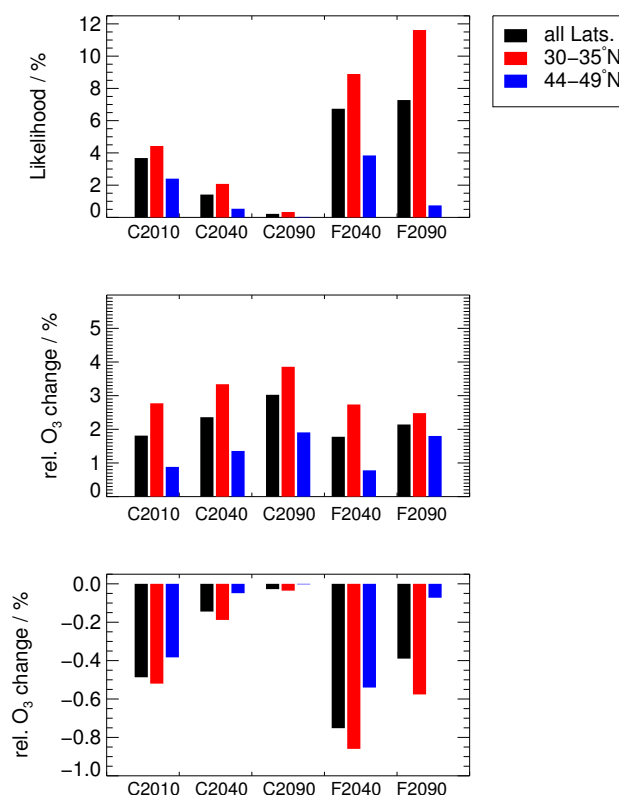 all Lats.
30−35°N
44−49°N
Likelihood / %
12
10
8
6
4
2
0
C2010 C2040 C2090 F2040 F2090
rel. O₃ change / %
5
4
3
2
1
0
C2010 C2040 C2090 F2040 F2090
rel. O₃ change / %
0.0
−0.2
−0.4
−0.6
−0.8
−1.0
C2010 C2040 C2090 F2040 F2090